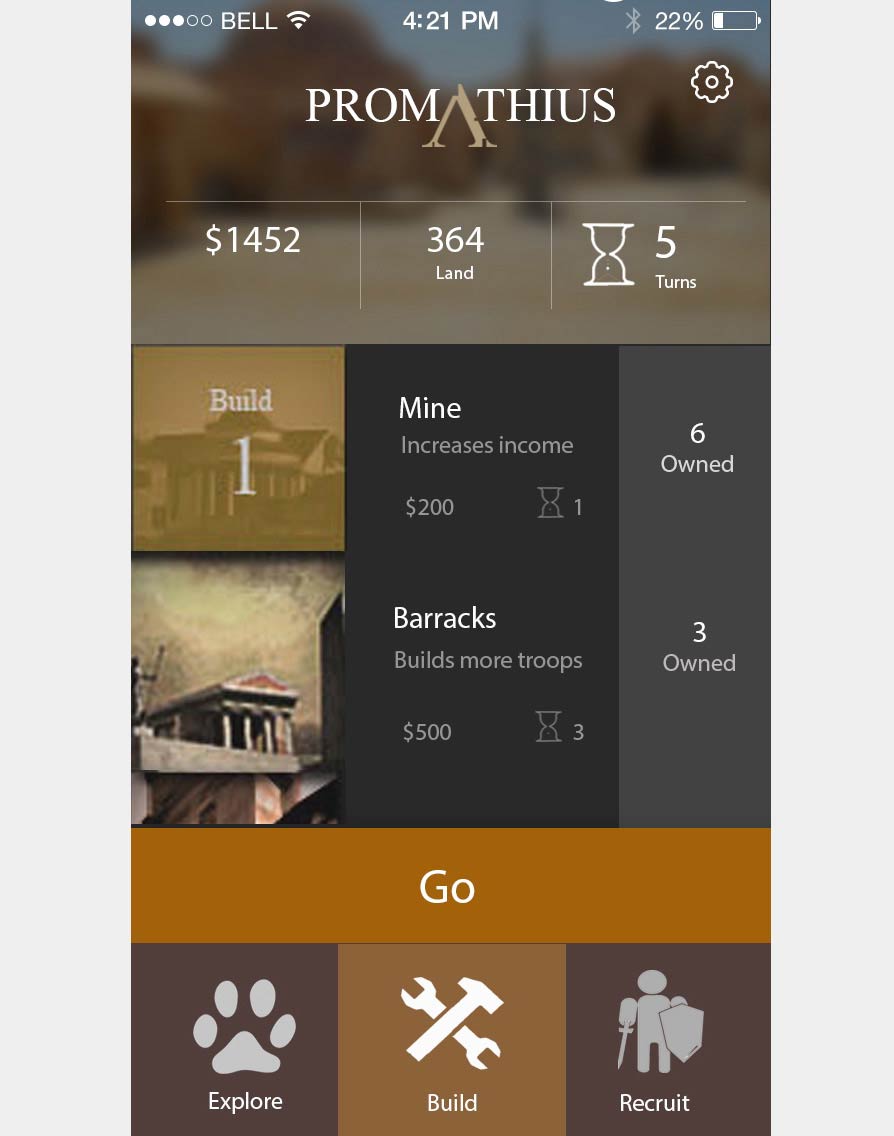 BELL 4:21 PM 22%
PROMΛTHIUS
$1452 364 5
Land Turns
Build
1
Mine
Increases income
$200 1
6
Owned
Barracks
Builds more troops
$500 3
3
Owned
Go
Explore Build Recruit